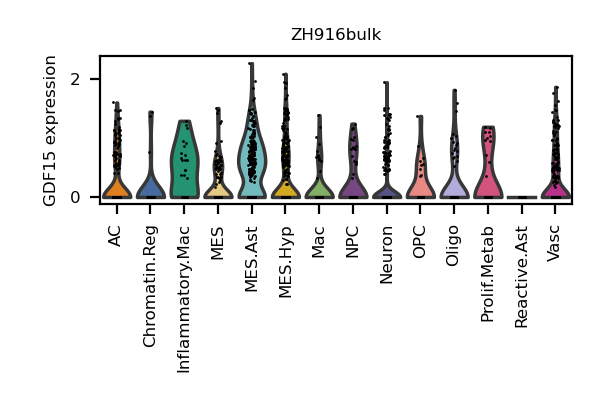 ZH916bulk
GDF15 expression
2
0
AC
Chromatin.Reg
Inflammatory.Mac
MES
MES.Ast
MES.Hyp
Mac
NPC
Neuron
OPC
Oligo
Prolif.Metab
Reactive.Ast
Vasc